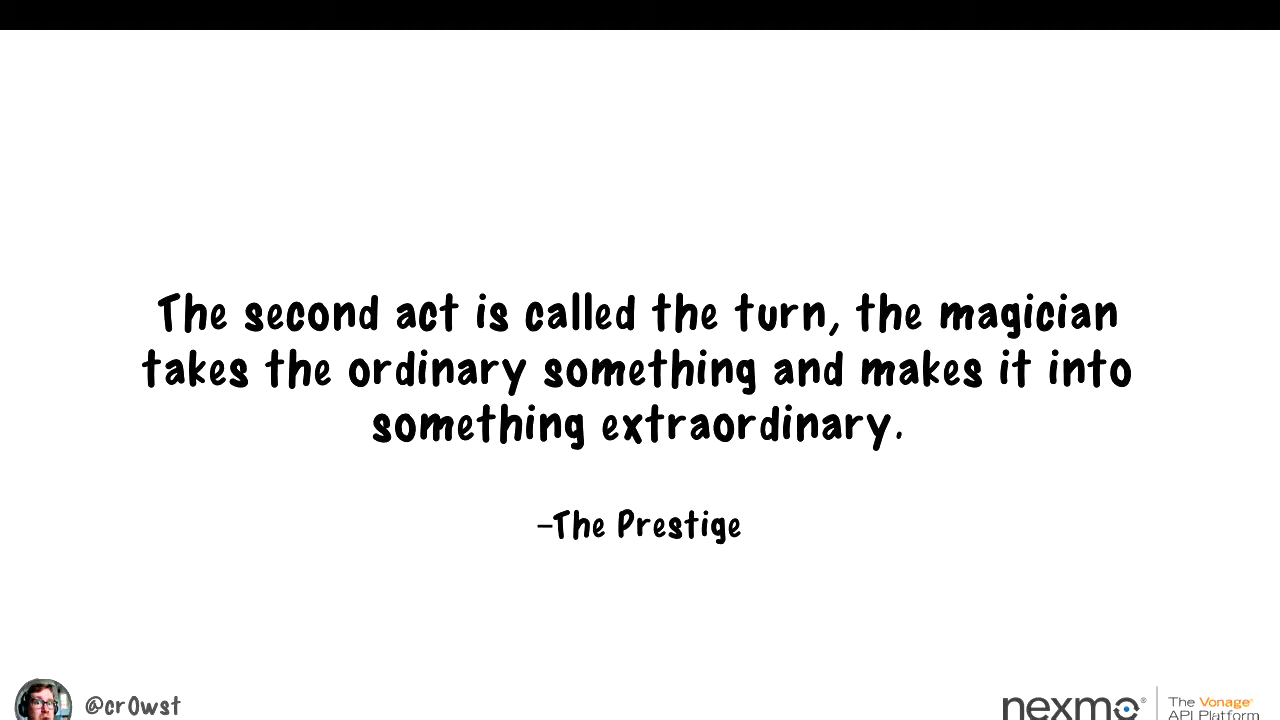 The second act is called the turn, the magician
takes the ordinary something and makes it into
something extraordinary.
–The Prestige
@cr0wst
nexmo® The Vonage®
API Platform